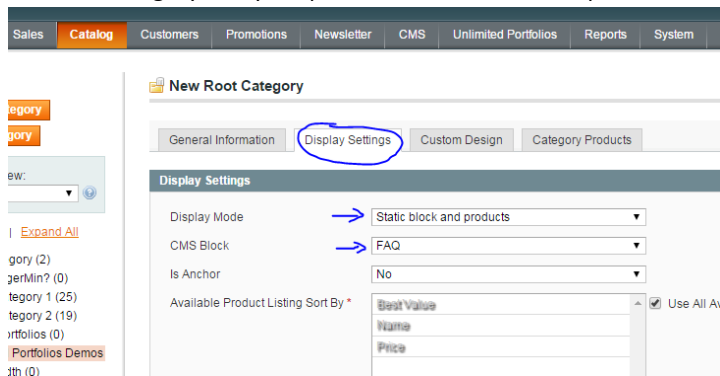 Sales Catalog Customers Promotions Newsletter CMS Unlimited Portfolios Reports System
New Root Category
tegory
gory
General Information Display Settings Custom Design Category Products
ew:
Display Settings
Display Mode Static block and products
| Expand All
CMS Block FAQ
gory (2)
gerMin? (0)
Is Anchor No
tegory 1 (25)
Available Product Listing Sort By * Best Value Use All Av
tegory 2 (19)
Name
ortfolios (0)
Portfolios Demos
Price
dth (0)